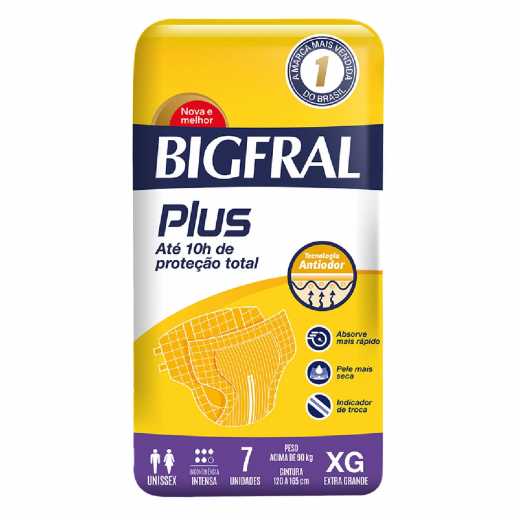 A MARCA MAIS VENDIDA
1
DO BRASIL
Nova e
melhor
BIGFRAL
Plus
Até 10h de
proteção total
Tecnologia
Antiodor
Absorve
mais rápido
Pele mais
seca
Indicador
de troca
UNISSEX
INCONTINÊNCIA
INTENSA
7
UNIDADES
PESO
ACIMA DE 90 kg
CINTURA
120 A 165 cm
XG
EXTRA GRANDE